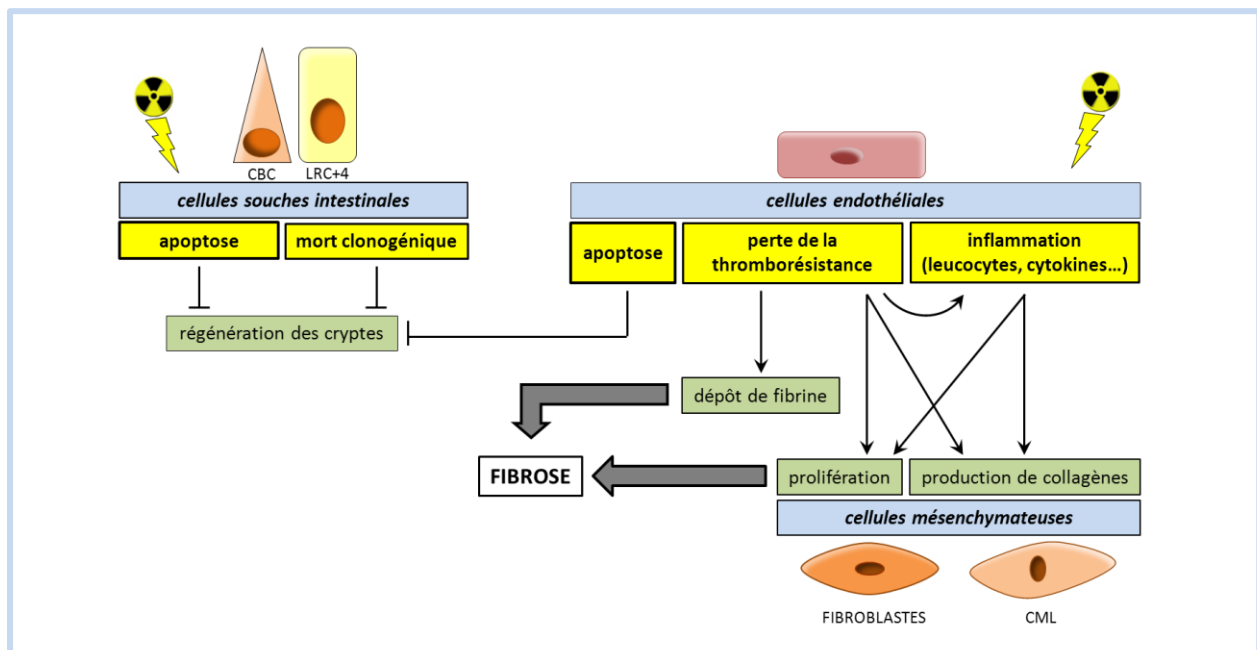 CBC
LRC+4
cellules souches intestinales
apoptose
mort clonogénique
régénération des cryptes
cellules endothéliales
apoptose
perte de la
thromborésistance
inflammation
(leucocytes, cytokines...)
dépôt de fibrine
FIBROSE
prolifération
production de collagènes
cellules mésenchymateuses
FIBROBLASTES
CML